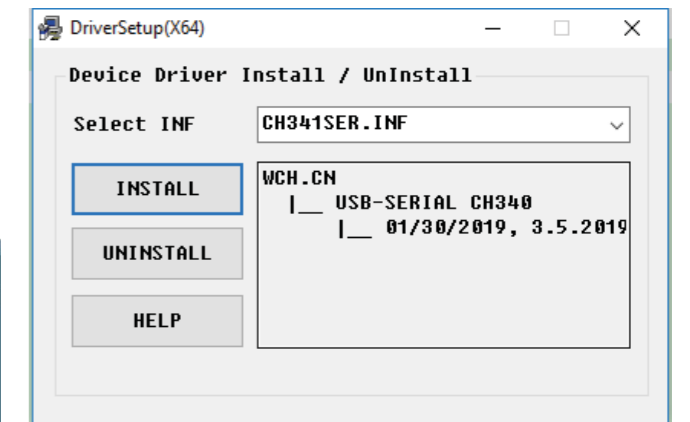 DriverSetup(X64)
Device Driver Install / UnInstall
Select INF
CH341SER.INF
INSTALL
UNINSTALL
HELP
WCH.CN
|__ USB-SERIAL CH340
|__ 01/30/2019, 3.5.2019